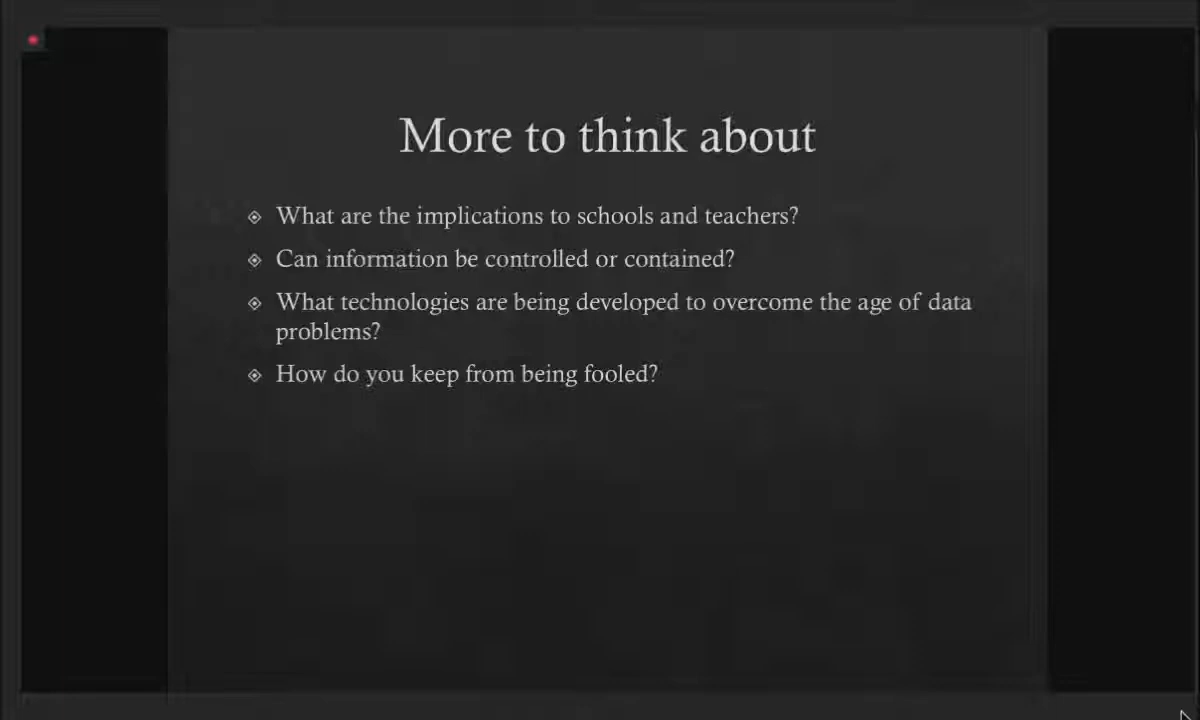 More to think about
What are the implications to schools and teachers?
Can information be controlled or contained?
What technologies are being developed to overcome the age of data
problems?
How do you keep from being fooled?